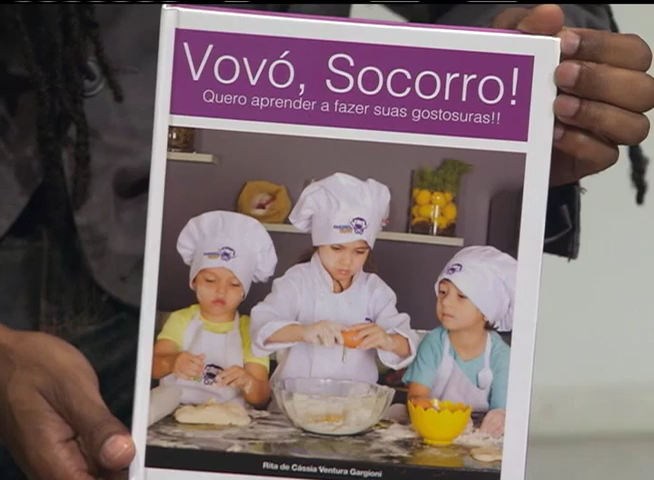 Vovó, Socorro!
Quero aprender a fazer suas gostosuras!!
Rita de Cássia Ventura Gargioni